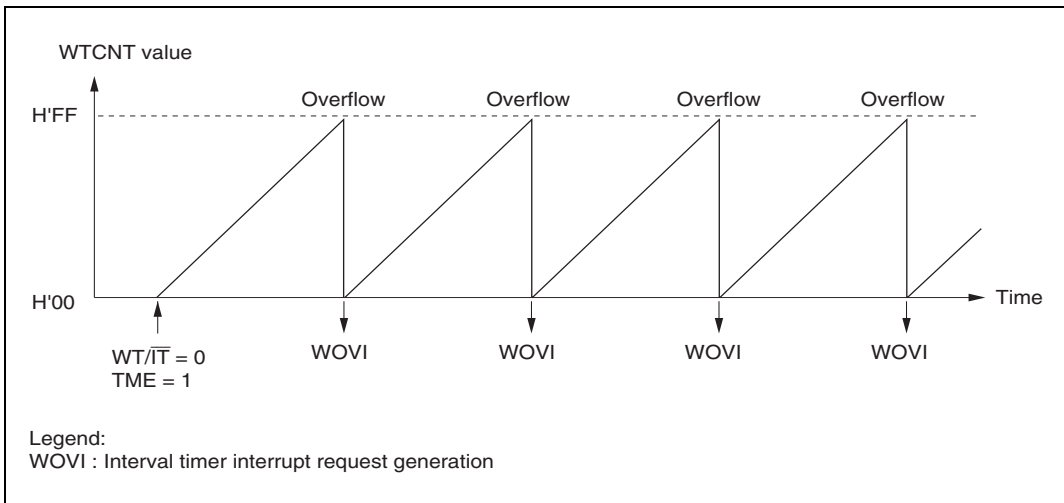 WTCNT value
Overflow Overflow Overflow Overflow
H'FF
H'00
Time
WT/I̅T̅ = 0
TME = 1
WOVI WOVI WOVI WOVI
Legend:
WOVI : Interval timer interrupt request generation